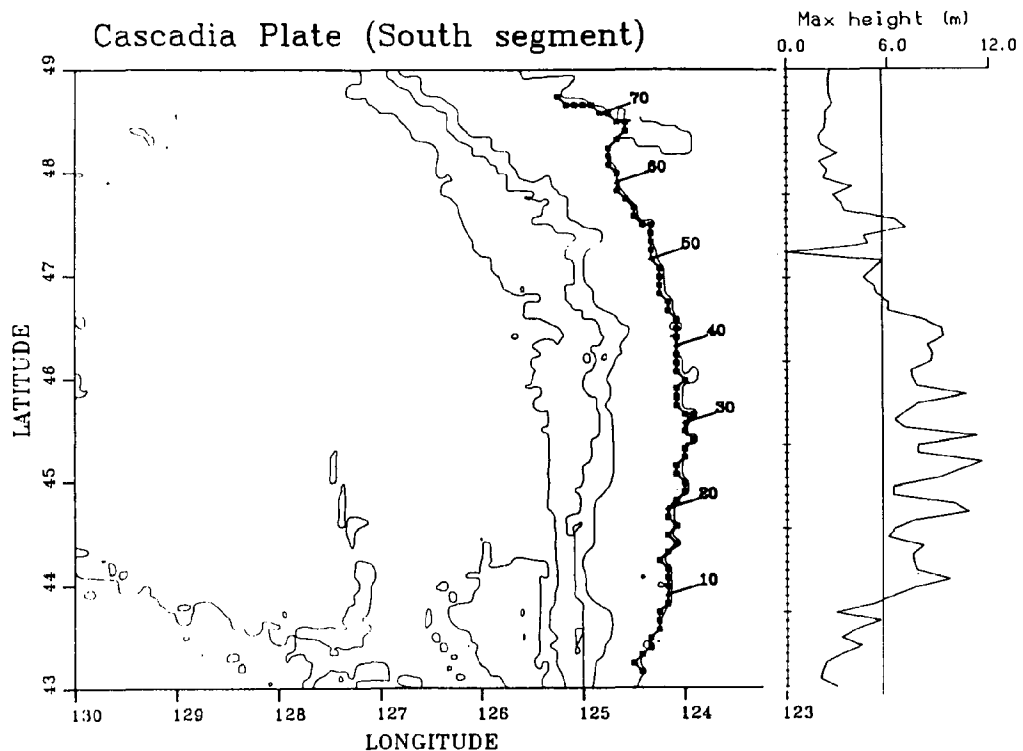 Cascadia Plate (South segment)
Max height (m)
0.0 6.0 12.0
49
48
47
46
45
44
43
LATITUDE
70
60
50
40
30
20
10
130 129 128 127 126 125 124 123
LONGITUDE